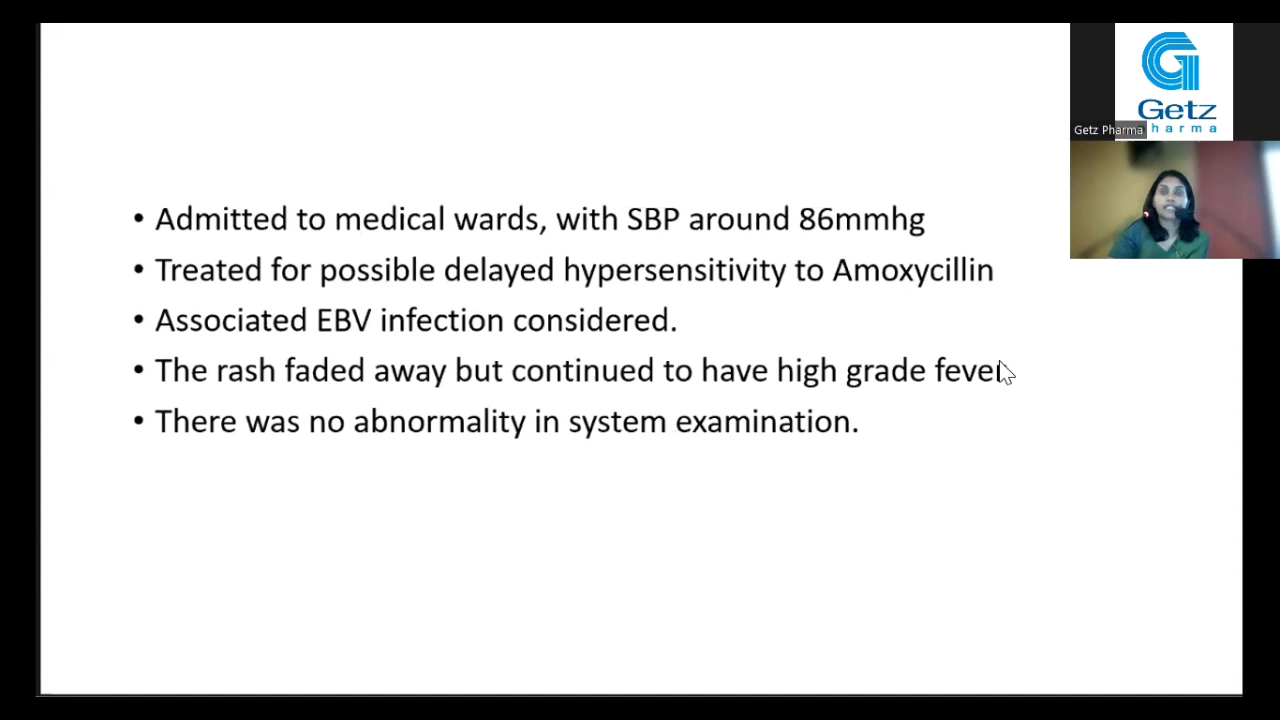 • Admitted to medical wards, with SBP around 86mmhg
• Treated for possible delayed hypersensitivity to Amoxycillin
• Associated EBV infection considered.
• The rash faded away but continued to have high grade fever
• There was no abnormality in system examination.
Getz
Pharma
Getz Pharma